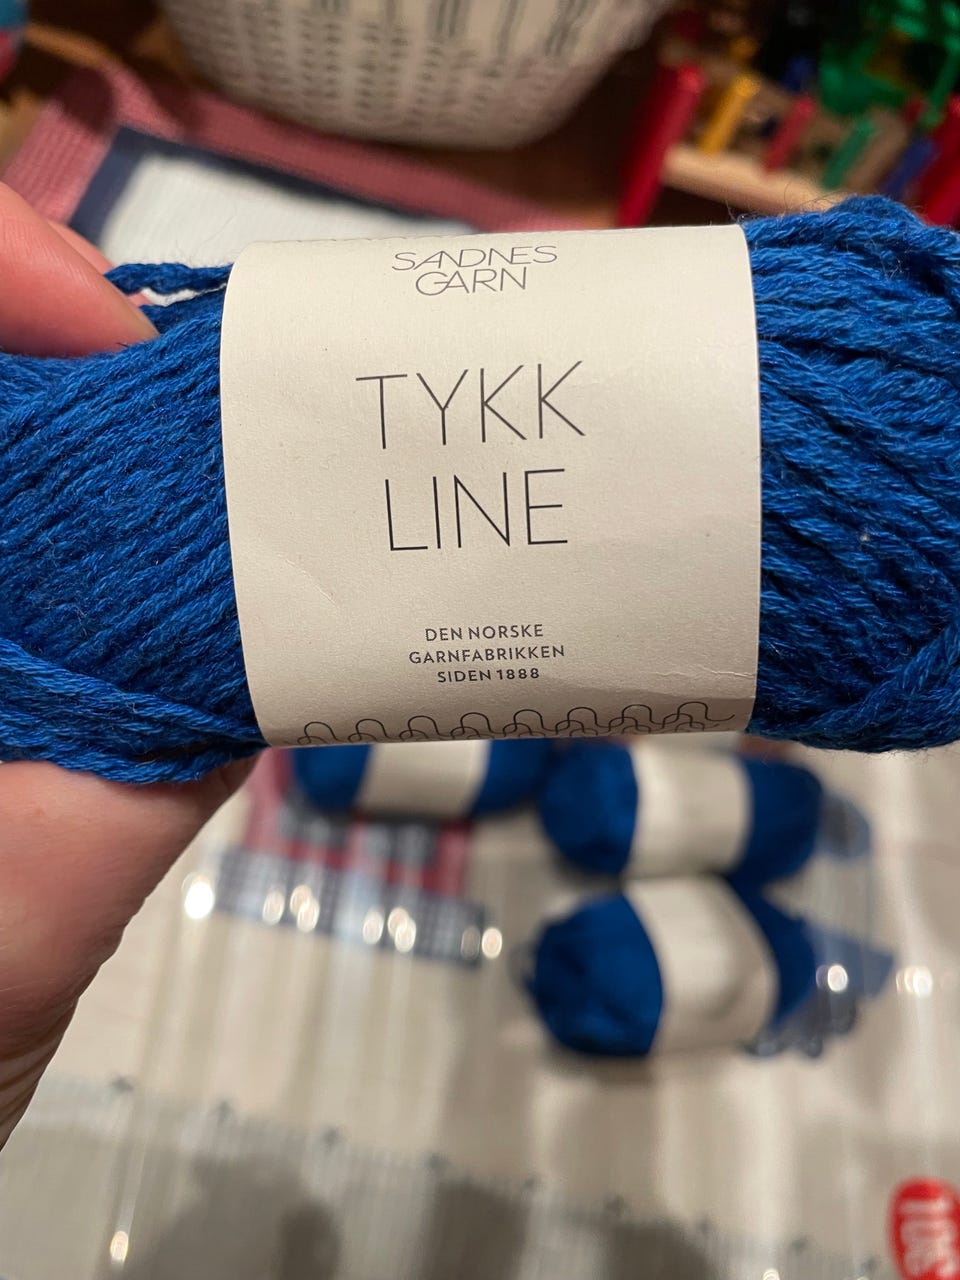 SANDNES
GARN
TYKK
LINE
DEN NORSKE
GARNFABRIKKEN
SIDEN 1888